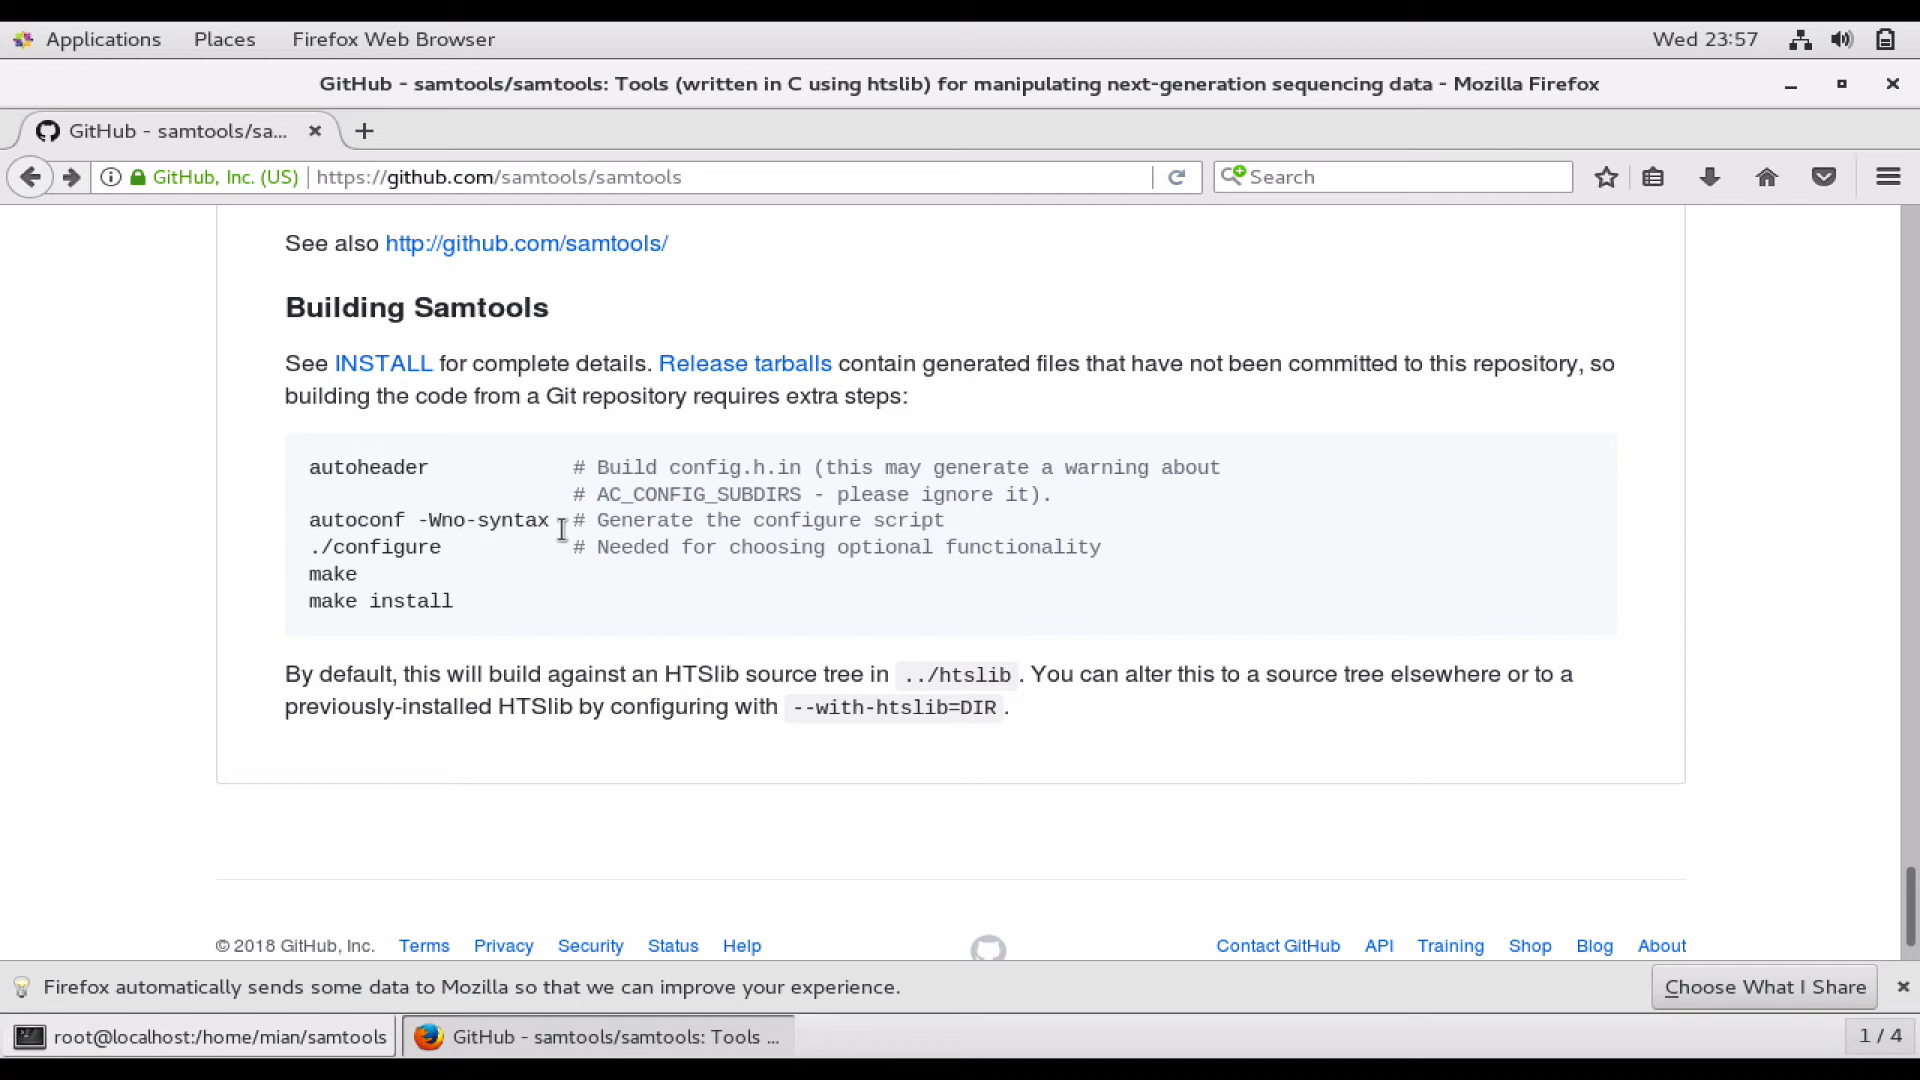 Applications Places Firefox Web Browser Wed 23:57
GitHub - samtools/samtools: Tools (written in C using htslib) for manipulating next-generation sequencing data - Mozilla Firefox
GitHub - samtools/sa...
GitHub, Inc. (US) https://github.com/samtools/samtools Search
See also http://github.com/samtools/
Building Samtools
See INSTALL for complete details. Release tarballs contain generated files that have not been committed to this repository, so
building the code from a Git repository requires extra steps:
autoheader # Build config.h.in (this may generate a warning about
# AC_CONFIG_SUBDIRS - please ignore it).
autoconf -Wno-syntax # Generate the configure script
./configure # Needed for choosing optional functionality
make
make install
By default, this will build against an HTSlib source tree in ../htslib. You can alter this to a source tree elsewhere or to a
previously-installed HTSlib by configuring with --with-htslib=DIR.
© 2018 GitHub, Inc. Terms Privacy Security Status Help Contact GitHub API Training Shop Blog About
Firefox automatically sends some data to Mozilla so that we can improve your experience. Choose What I Share
root@localhost:/home/mian/samtools GitHub - samtools/samtools: Tools ... 1 / 4